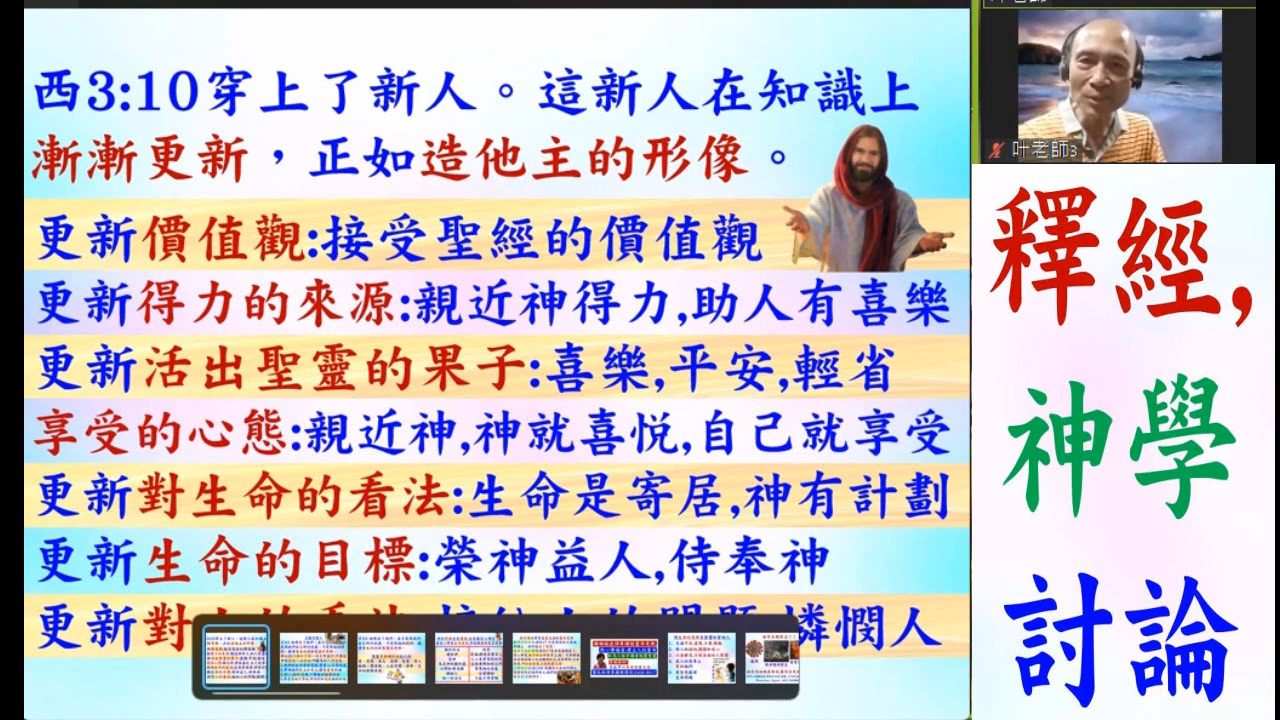 西3:10穿上了新人。這新人在知識上
漸漸更新，正如造他主的形像。
更新價值觀:接受聖經的價值觀
更新得力的來源:親近神得力,助人有喜樂
更新活出聖靈的果子:喜樂,平安,輕省
享受的心態:親近神,神就喜悅,自己就享受
更新對生命的看法:生命是寄居,神有計劃
更新生命的目標:榮神益人,侍奉神
更新對
憐憫人
叶老師3
釋經,
神學
討論